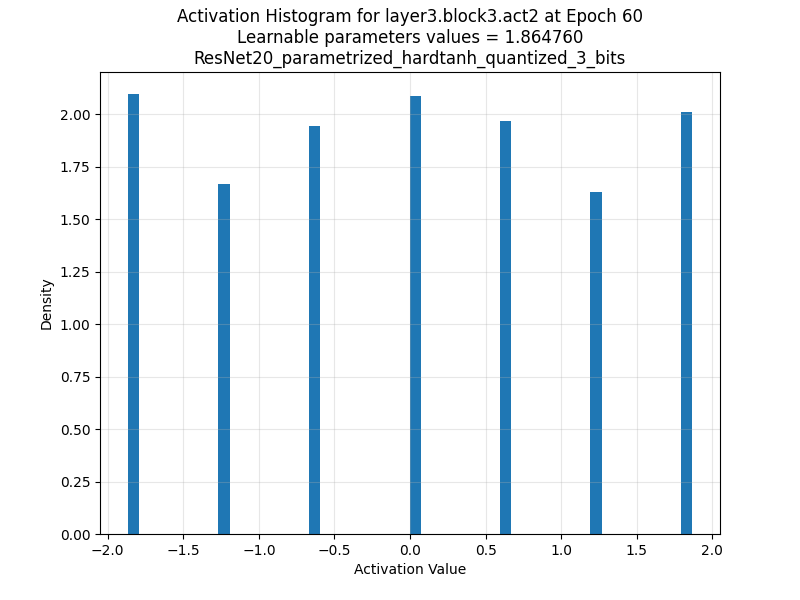 Activation Histogram for layer3.block3.act2 at Epoch 60
Learnable parameters values = 1.864760
ResNet20_parametrized_hardtanh_quantized_3_bits
Density
2.00
1.75
1.50
1.25
1.00
0.75
0.50
0.25
0.00
−2.0 −1.5 −1.0 −0.5 0.0 0.5 1.0 1.5 2.0
Activation Value